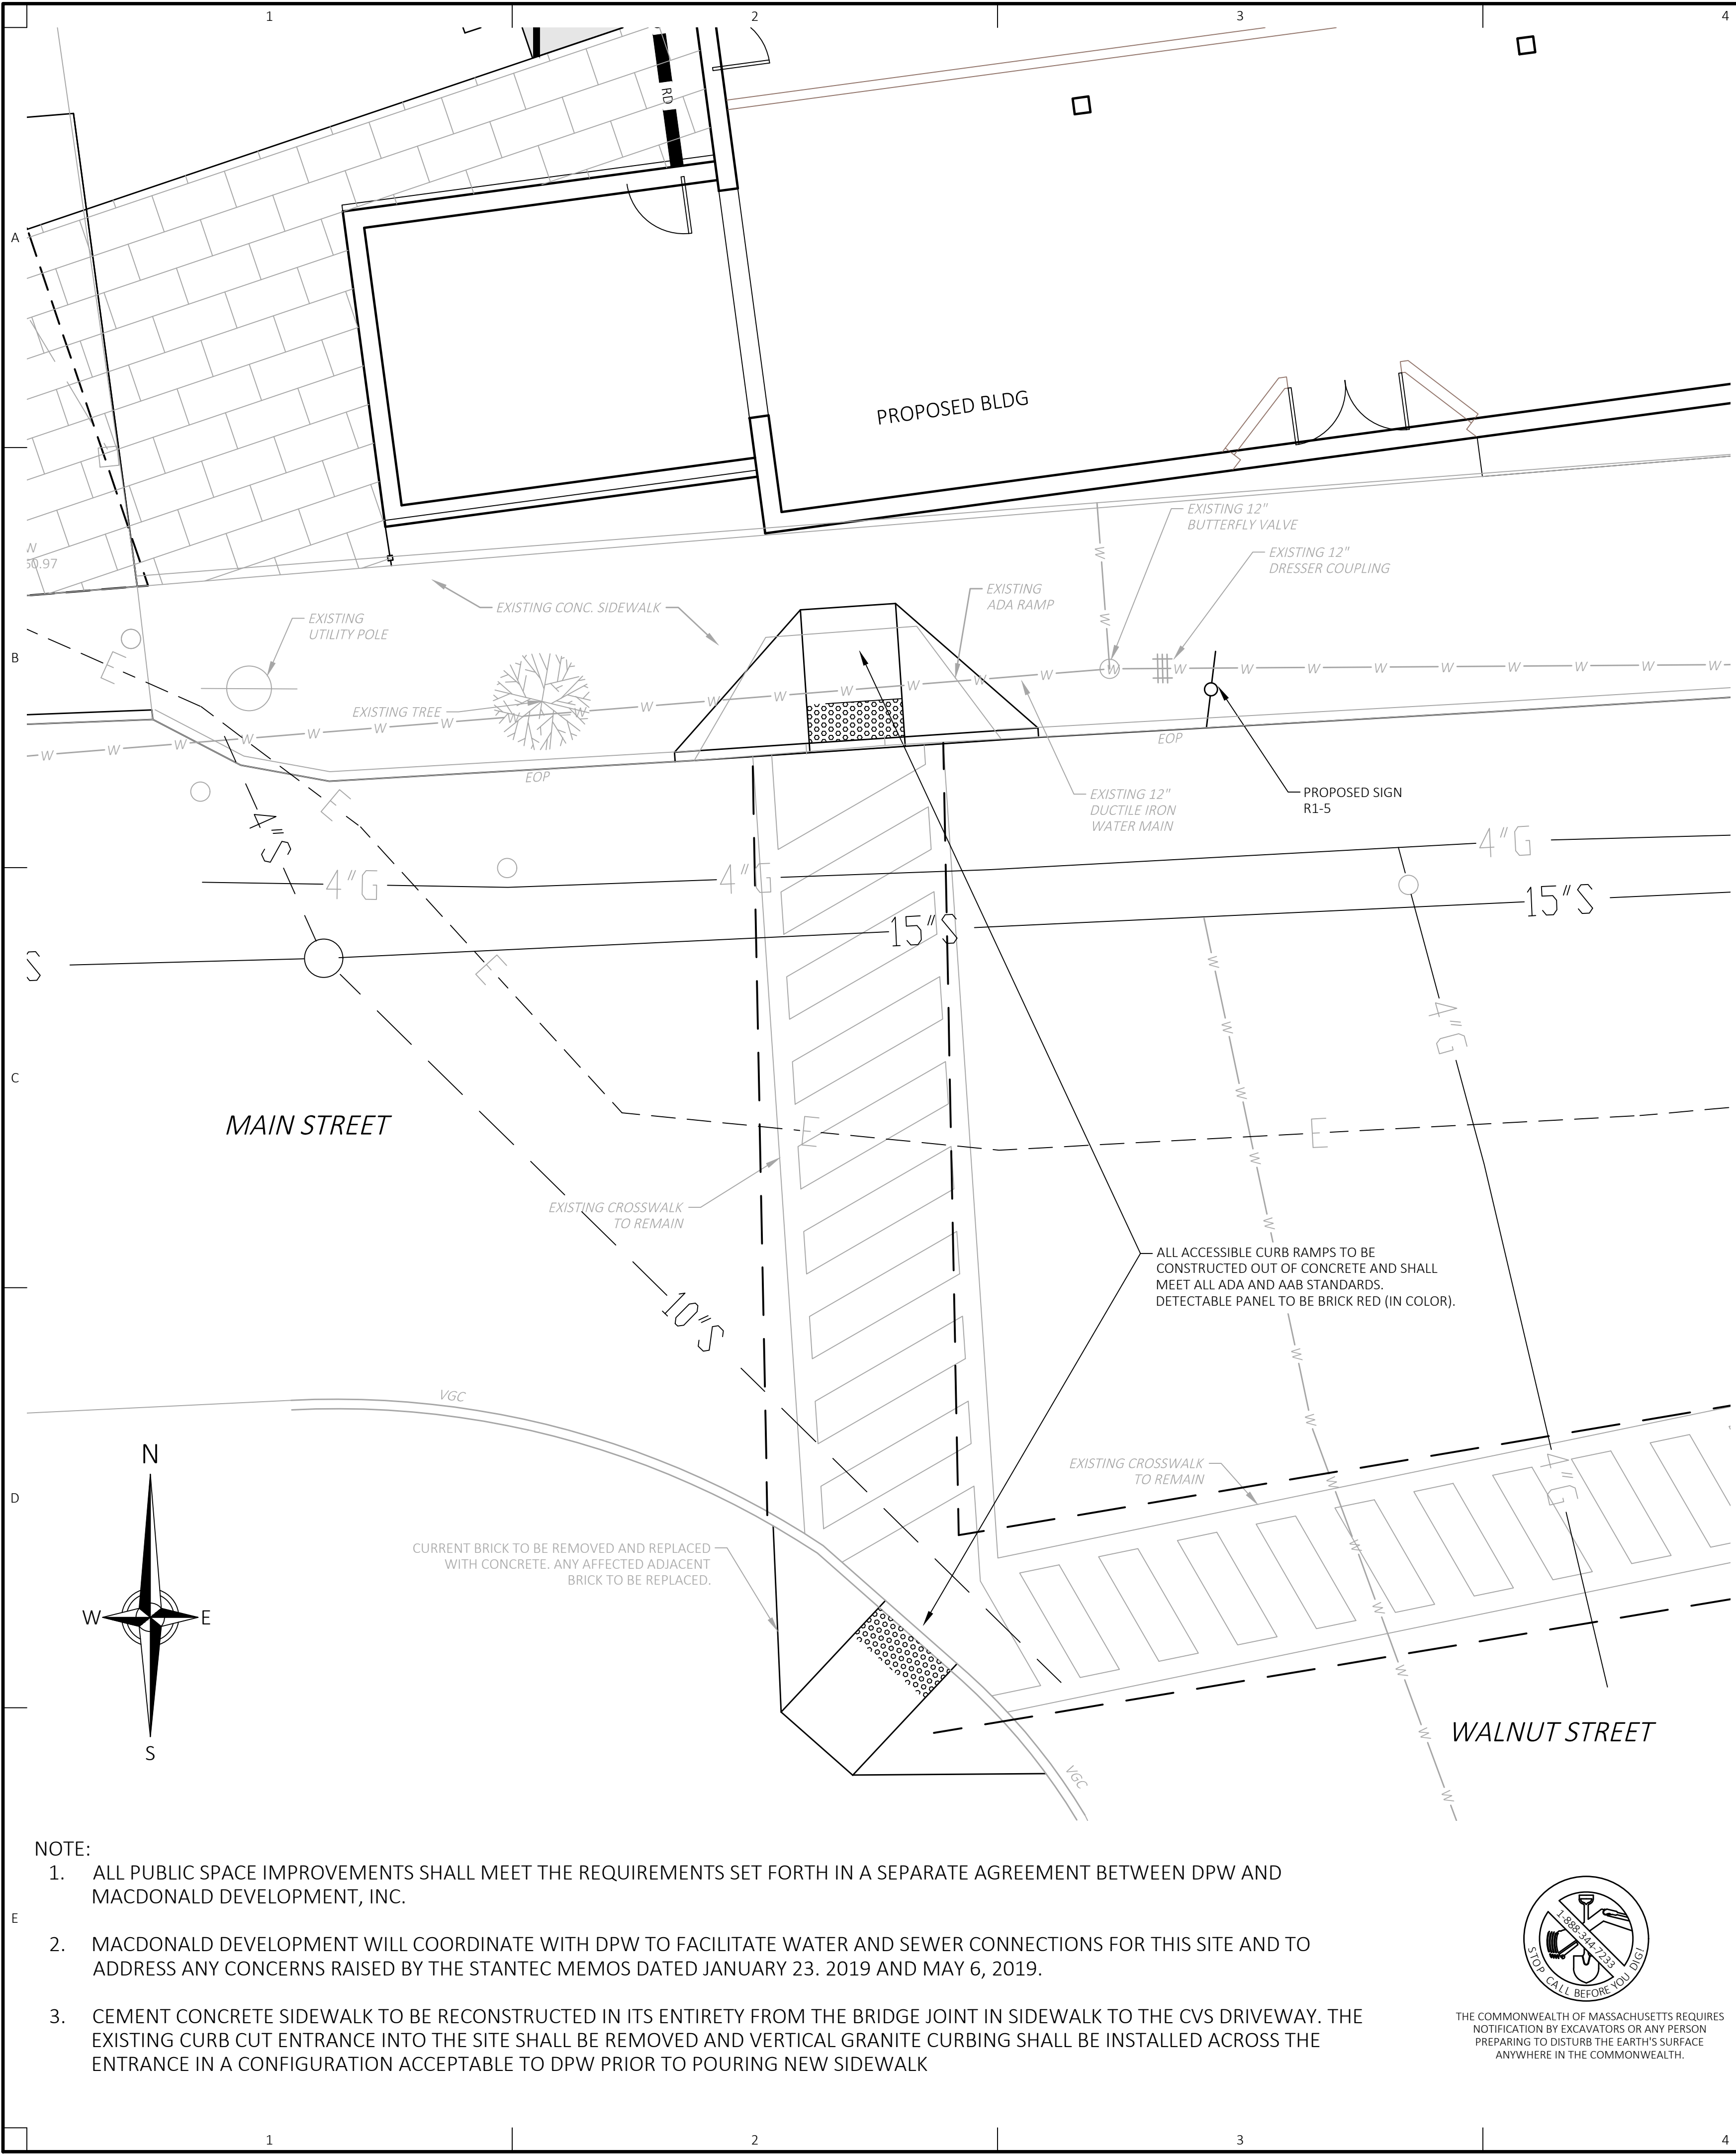 1
2
3
4
RD
A
PROPOSED BLDG
EXISTING 12"
BUTTERFLY VALVE
W
EXISTING 12"
DRESSER COUPLING
EXISTING
ADA RAMP
EXISTING CONC. SIDEWALK
EXISTING
UTILITY POLE
B
E
W
W W W W W W W W
EXISTING TREE
W W W W W W W W W W W W W W W
EOP
EOP
EXISTING 12"
DUCTILE IRON
WATER MAIN
PROPOSED SIGN
R1-5
E
4"S
4"G
4"G
4"G
15"S
15"S
S
E
4"G
C
MAIN STREET
E
E
EXISTING CROSSWALK
TO REMAIN
ALL ACCESSIBLE CURB RAMPS TO BE
CONSTRUCTED OUT OF CONCRETE AND SHALL
MEET ALL ADA AND AAB STANDARDS.
DETECTABLE PANEL TO BE BRICK RED (IN COLOR).
10"S
W W W W W W W W W W W W
VGC
N
EXISTING CROSSWALK
TO REMAIN
4"G
D
CURRENT BRICK TO BE REMOVED AND REPLACED
WITH CONCRETE. ANY AFFECTED ADJACENT
BRICK TO BE REPLACED.
W
E
S
WALNUT STREET
VGC
NOTE:
1. ALL PUBLIC SPACE IMPROVEMENTS SHALL MEET THE REQUIREMENTS SET FORTH IN A SEPARATE AGREEMENT BETWEEN DPW AND
MACDONALD DEVELOPMENT, INC.
E
2. MACDONALD DEVELOPMENT WILL COORDINATE WITH DPW TO FACILITATE WATER AND SEWER CONNECTIONS FOR THIS SITE AND TO
ADDRESS ANY CONCERNS RAISED BY THE STANTEC MEMOS DATED JANUARY 23. 2019 AND MAY 6, 2019.
3. CEMENT CONCRETE SIDEWALK TO BE RECONSTRUCTED IN ITS ENTIRETY FROM THE BRIDGE JOINT IN SIDEWALK TO THE CVS DRIVEWAY. THE
EXISTING CURB CUT ENTRANCE INTO THE SITE SHALL BE REMOVED AND VERTICAL GRANITE CURBING SHALL BE INSTALLED ACROSS THE
ENTRANCE IN A CONFIGURATION ACCEPTABLE TO DPW PRIOR TO POURING NEW SIDEWALK
1-888-344-7233
STOP CALL BEFORE YOU DIG!
THE COMMONWEALTH OF MASSACHUSETTS REQUIRES
NOTIFICATION BY EXCAVATORS OR ANY PERSON
PREPARING TO DISTURB THE EARTH'S SURFACE
ANYWHERE IN THE COMMONWEALTH.
1
2
3
4